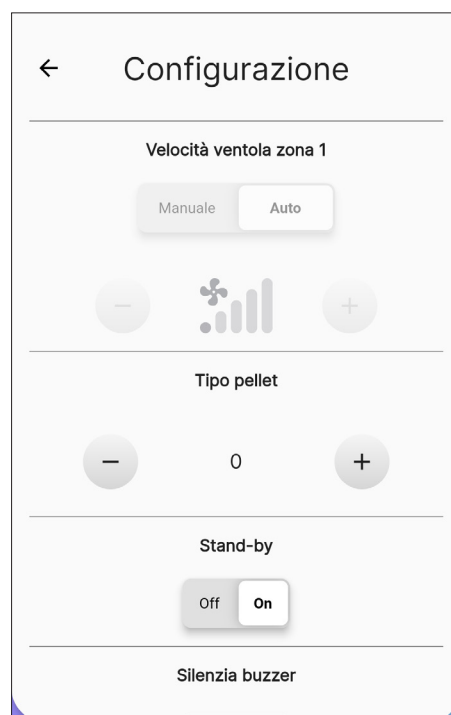 Configurazione
Velocità ventola zona 1
Manuale Auto
Tipo pellet
0
Stand-by
Off On
Silenzia buzzer